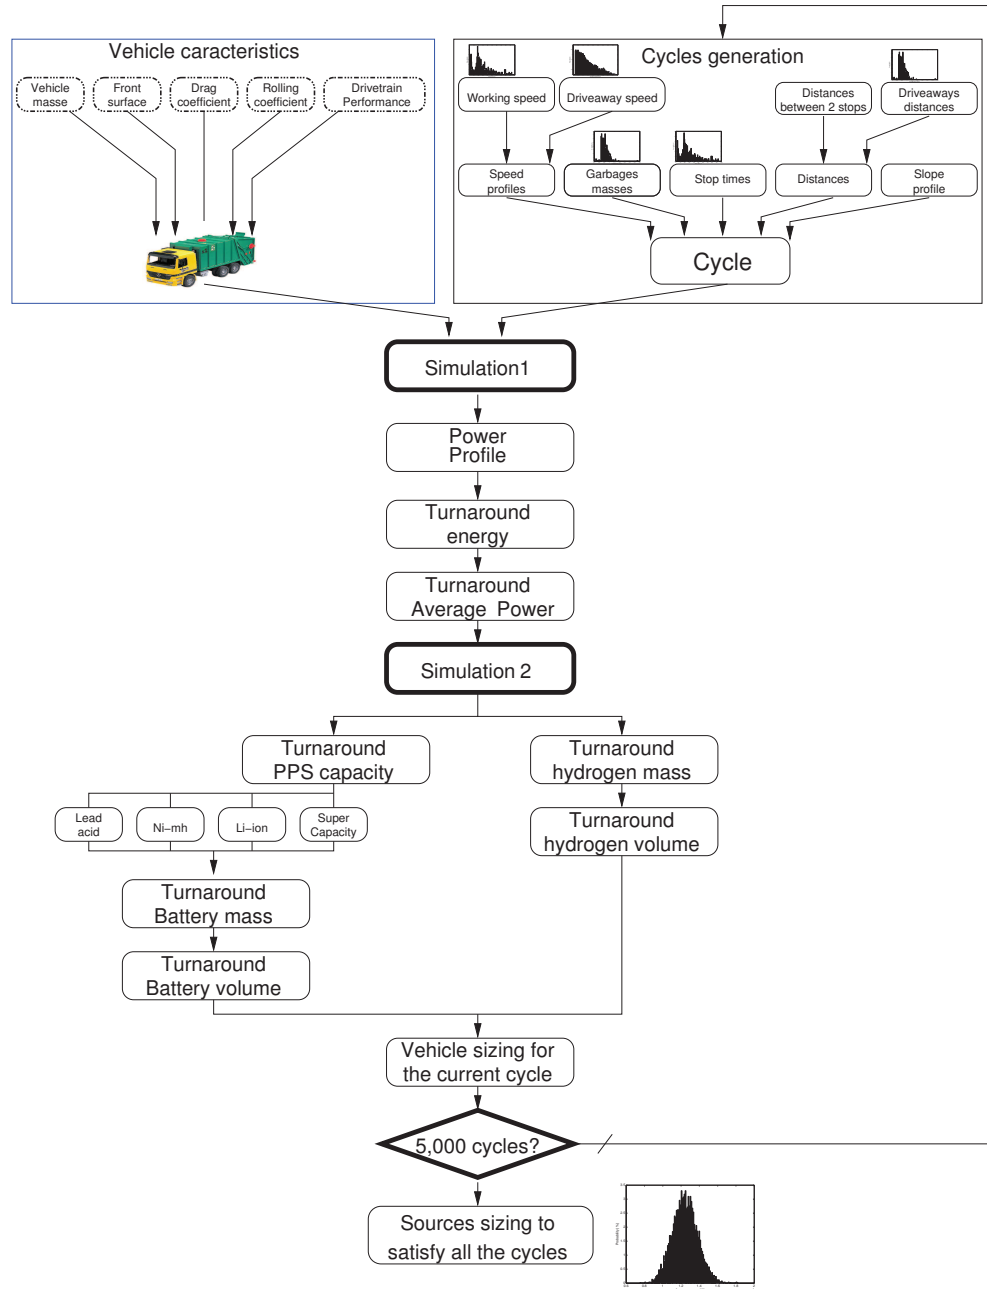 Vehicle caracteristics
Vehicle
masse
Front
surface
Drag
coefficient
Rolling
coefficient
Drivetrain
Performance
Cycles generation
Working speed
Driveaway speed
Distances
between 2 stops
Driveaways
distances
Speed
profiles
Garbages
masses
Stop times
Distances
Slope
profile
Cycle
Simulation1
Power
Profile
Turnaround
energy
Turnaround
Average Power
Simulation 2
Turnaround
PPS capacity
Turnaround
hydrogen mass
Lead
acid
Ni−mh
Li−ion
Super
Capacity
Turnaround
hydrogen volume
Turnaround
Battery mass
Turnaround
Battery volume
Vehicle sizing for
the current cycle
5,000 cycles?
Sources sizing to
satisfy all the cycles